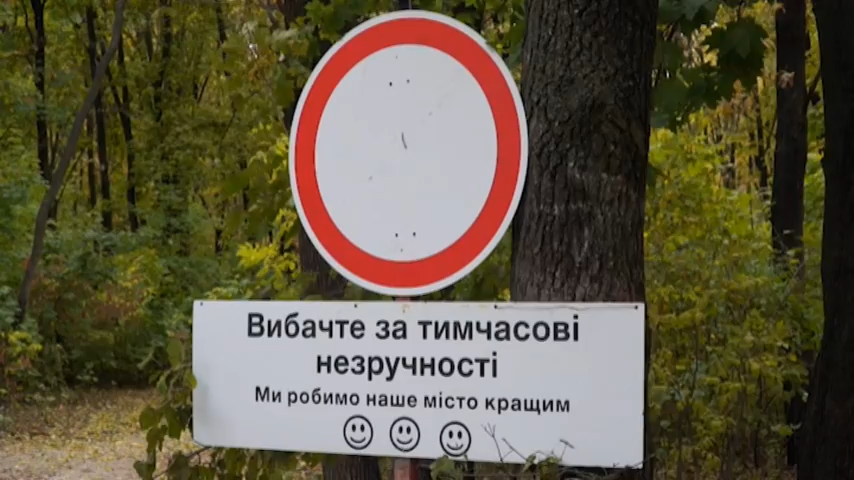 Вибачте за тимчасові
незручності
Ми робимо наше місто кращим